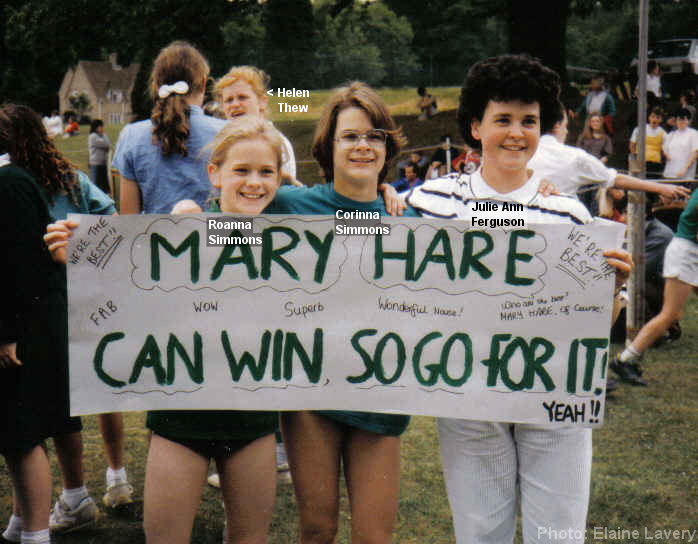 < Helen
Thew
Roanna
Simmons
Corinna
Simmons
Julie Ann
Ferguson
WE'RE THE
BEST"
MARY HARE
WE'RE THE
BEST"
FAB
WOW
Superb
Wonderful
Who are the best?
MARY HARE, Of Course!
CAN WIN, SO GO FOR IT!
YEAH !!
Photo: Elaine Lavery